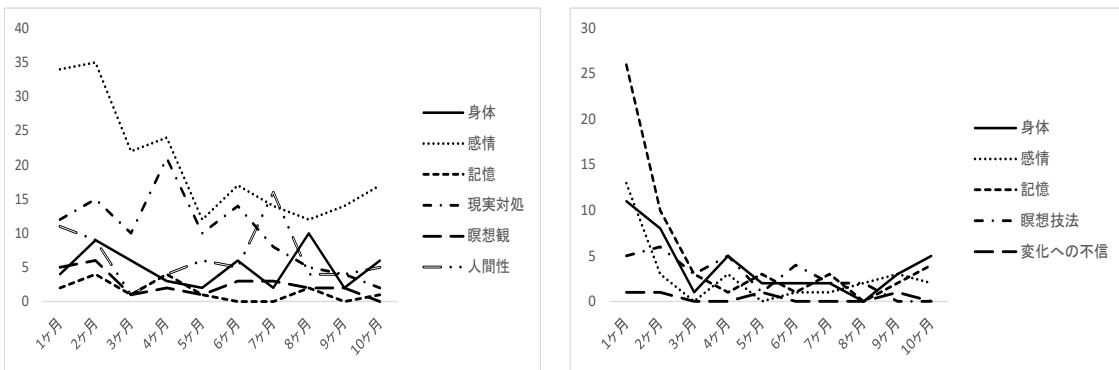 40
35
30
25
20
15
10
5
0
1ヶ月
2ヶ月
3ヶ月
4ヶ月
5ヶ月
6ヶ月
7ヶ月
8ヶ月
9ヶ月
10ヶ月
身体
感情
記憶
現実対処
瞑想観
人間性
30
25
20
15
10
5
0
1ヶ月
2ヶ月
3ヶ月
4ヶ月
5ヶ月
6ヶ月
7ヶ月
8ヶ月
9ヶ月
10ヶ月
身体
感情
記憶
瞑想技法
変化への不信